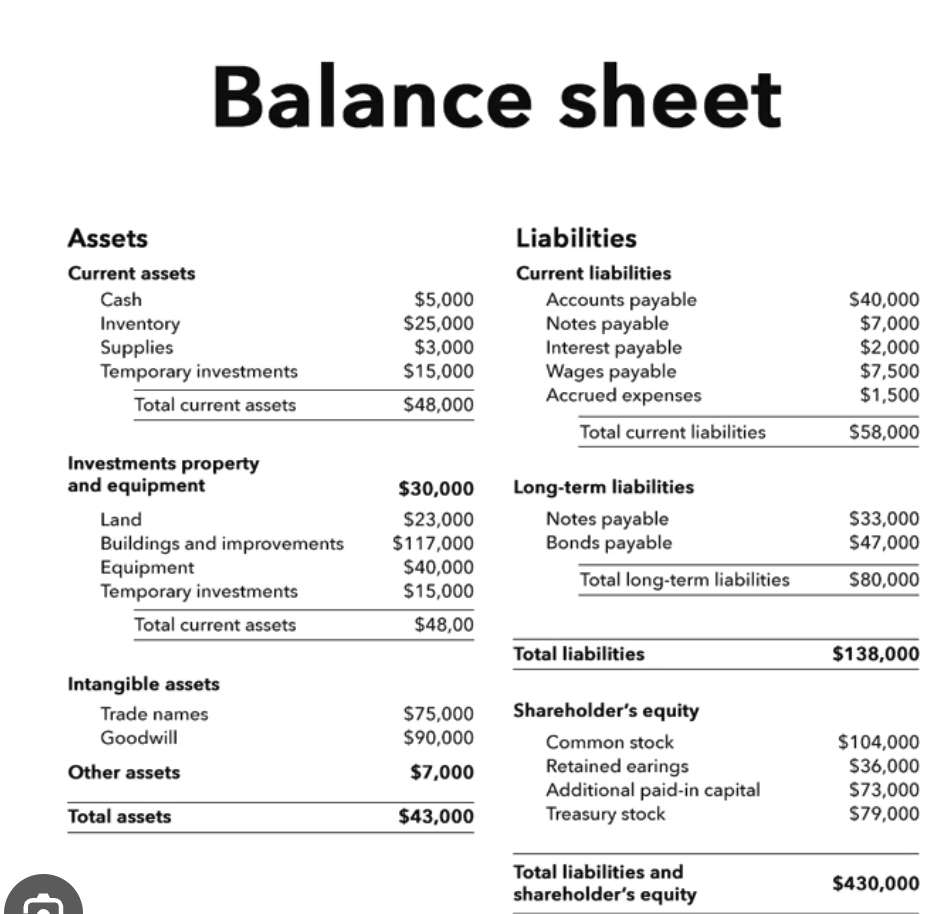 Balance sheet
Assets
Current assets
Cash $5,000
Inventory $25,000
Supplies $3,000
Temporary investments $15,000
Total current assets $48,000
Investments property
and equipment $30,000
Land $23,000
Buildings and improvements $117,000
Equipment $40,000
Temporary investments $15,000
Total current assets $48,00
Intangible assets
Trade names $75,000
Goodwill $90,000
Other assets $7,000
Total assets $43,000
Liabilities
Current liabilities
Accounts payable $40,000
Notes payable $7,000
Interest payable $2,000
Wages payable $7,500
Accrued expenses $1,500
Total current liabilities $58,000
Long-term liabilities
Notes payable $33,000
Bonds payable $47,000
Total long-term liabilities $80,000
Total liabilities $138,000
Shareholder's equity
Common stock $104,000
Retained earings $36,000
Additional paid-in capital $73,000
Treasury stock $79,000
Total liabilities and
shareholder's equity $430,000